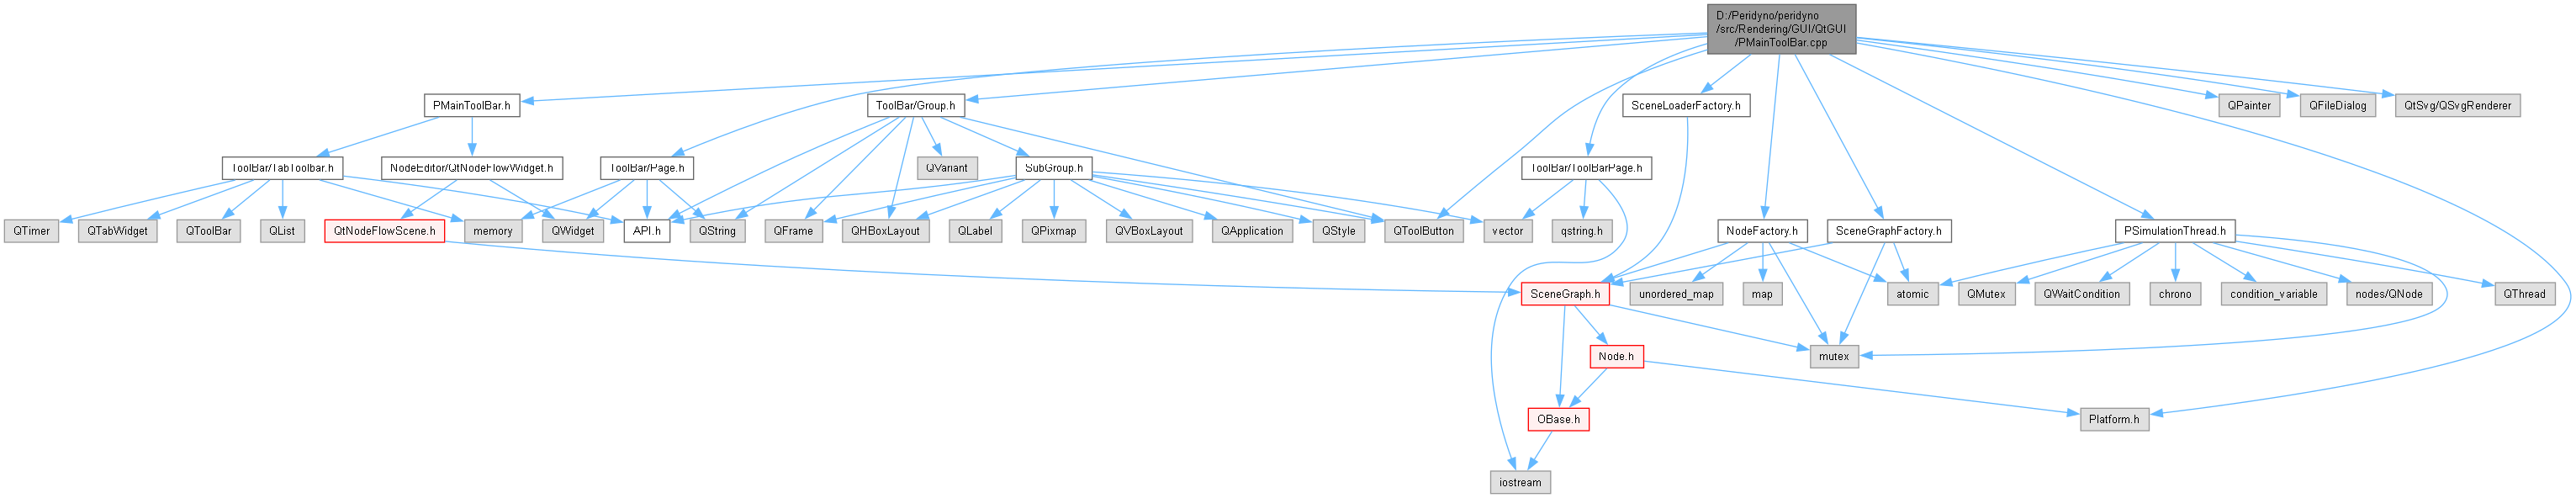 D:/Peridyno/peridyno
/src/Rendering/GUI/QtGUI
/PMainToolBar.cpp
PMainToolBar.h
ToolBar/Group.h
SceneLoaderFactory.h
QPainter
QFileDialog
QtSvg/QSvgRenderer
ToolBar/TabToolbar.h
NodeEditor/QtNodeFlowWidget.h
ToolBar/Page.h
QVariant
SubGroup.h
ToolBar/ToolBarPage.h
QTimer
QTabWidget
QToolBar
QList
QtNodeFlowScene.h
memory
QWidget
API.h
QString
QFrame
QHBoxLayout
QLabel
QPixmap
QVBoxLayout
QApplication
QStyle
QToolButton
vector
qstring.h
NodeFactory.h
SceneGraphFactory.h
PSimulationThread.h
SceneGraph.h
unordered_map
map
atomic
QMutex
QWaitCondition
chrono
condition_variable
nodes/QNode
QThread
Node.h
mutex
OBase.h
Platform.h
iostream